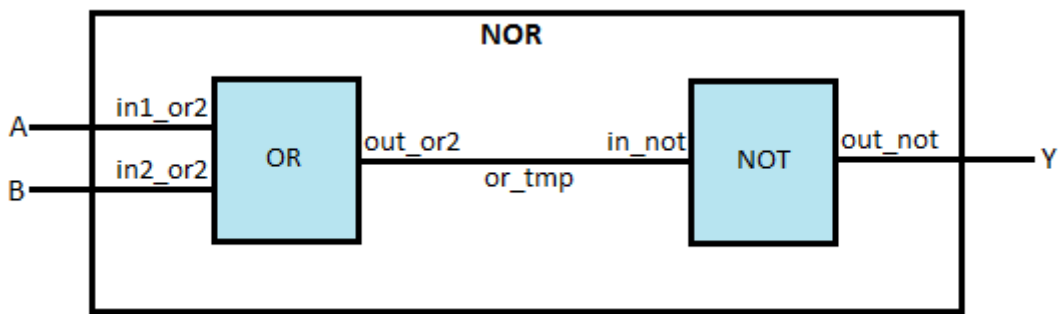 NOR
A
in1_or2
B
in2_or2
OR
out_or2
or_tmp
in_not
NOT
out_not
Y